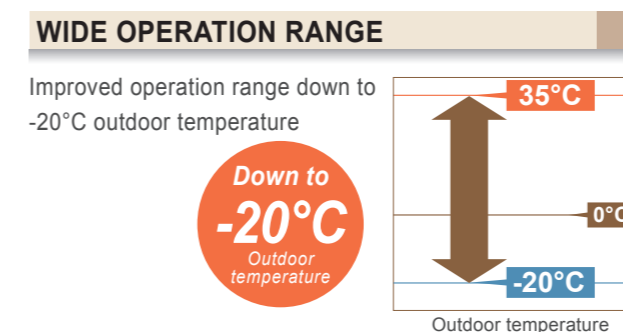 WIDE OPERATION RANGE
Improved operation range down to
-20°C outdoor temperature
Down to
-20°C
Outdoor
temperature
35°C
0°C
-20°C
Outdoor temperature